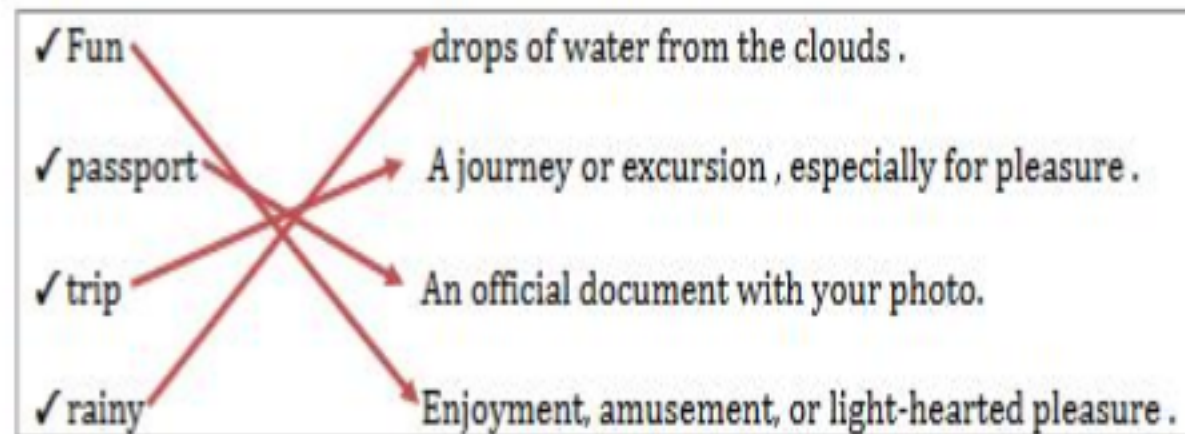 ✓ Fun drops of water from the clouds .
✓ passport A journey or excursion , especially for pleasure .
✓ trip An official document with your photo.
✓ rainy Enjoyment, amusement, or light-hearted pleasure .